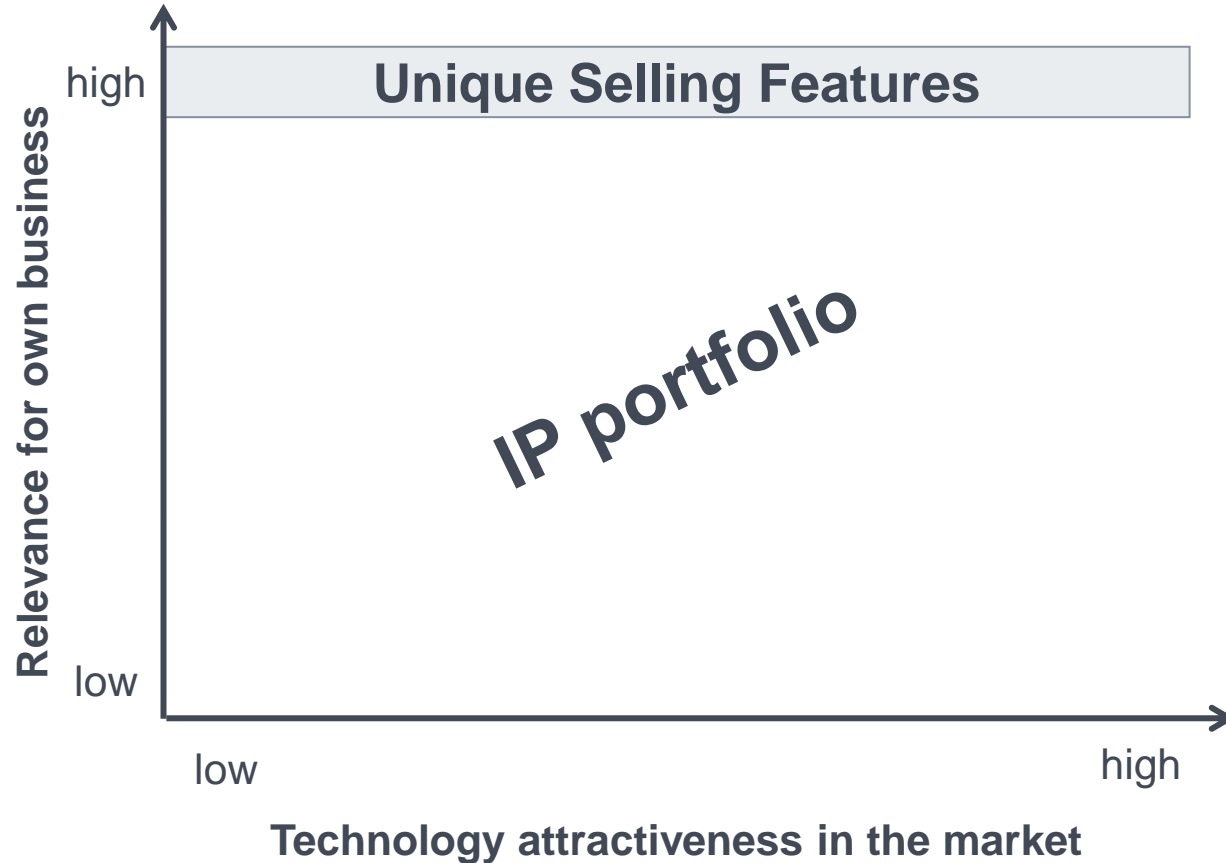 high
Unique Selling Features
Relevance for own business
IP portfolio
low
low
high
Technology attractiveness in the market